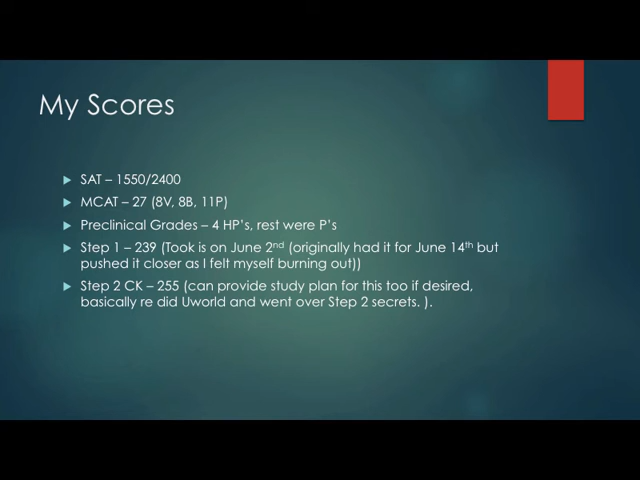 My Scores
SAT – 1550/2400
MCAT – 27 (8V, 8B, 11P)
Preclinical Grades – 4 HP's, rest were P's
Step 1 – 239 (Took is on June 2nd (originally had it for June 14th but
pushed it closer as I felt myself burning out))
Step 2 CK – 255 (can provide study plan for this too if desired,
basically re did Uworld and went over Step 2 secrets. ).